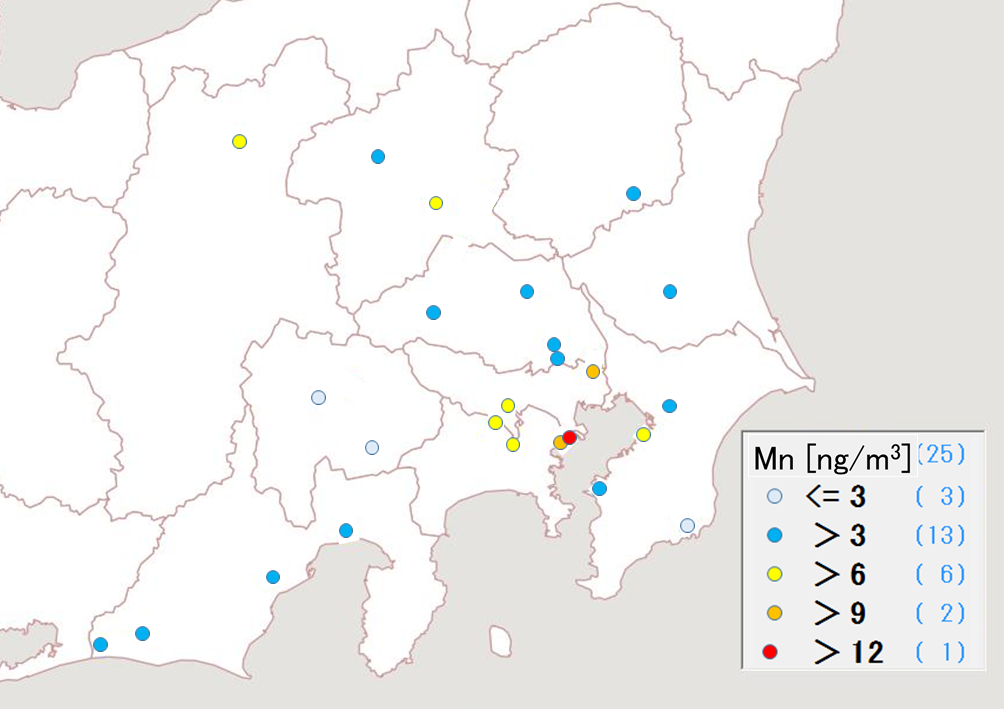 Mn [ng/m³] (25)
<= 3 ( 3)
> 3 (13)
> 6 ( 6)
> 9 ( 2)
> 12 ( 1)